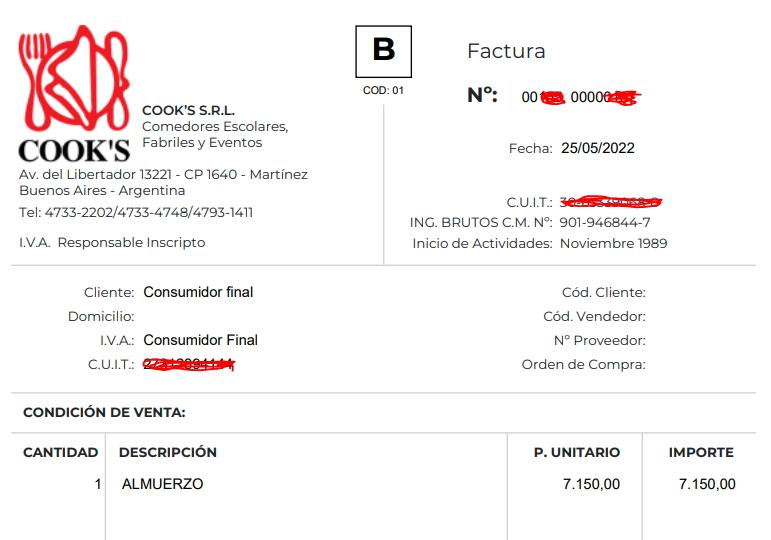 COOK'S
COOK'S S.R.L.
Comedores Escolares,
Fabriles y Eventos
Av. del Libertador 13221 - CP 1640 - Martínez
Buenos Aires - Argentina
Tel: 4733-2202/4733-4748/4793-1411
I.V.A. Responsable Inscripto
B
COD: 01
Factura
Nº:
Fecha: 25/05/2022
C.U.I.T.:
ING. BRUTOS C.M. Nº: 901-946844-7
Inicio de Actividades: Noviembre 1989
Cliente: Consumidor final
Domicilio:
I.V.A.: Consumidor Final
C.U.I.T.:
Cód. Cliente:
Cód. Vendedor:
Nº Proveedor:
Orden de Compra:
CONDICIÓN DE VENTA:
CANTIDAD DESCRIPCIÓN P. UNITARIO IMPORTE
1 ALMUERZO 7.150,00 7.150,00